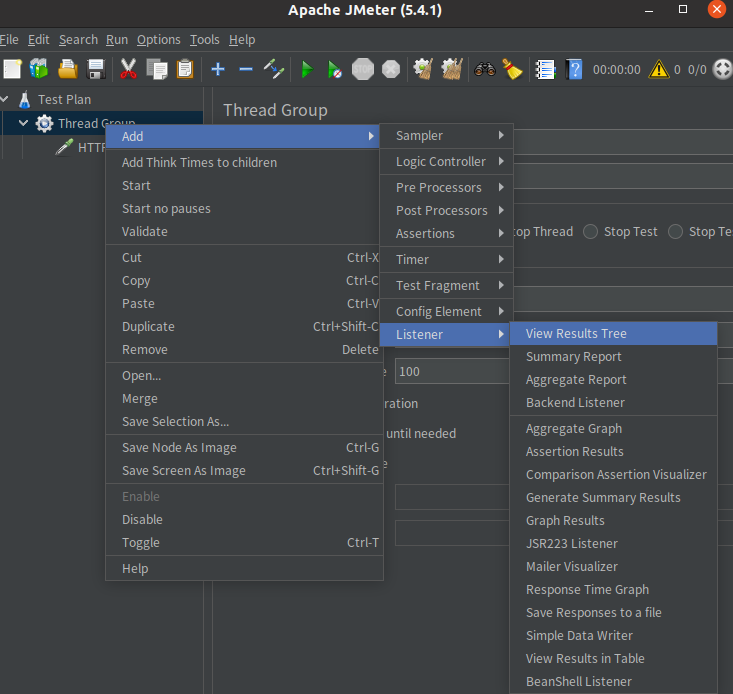 Apache JMeter (5.4.1)
File Edit Search Run Options Tools Help
00:00:00 0 0/0
Test Plan
Thread Group
HTTP
Thread Group
Add
Add Think Times to children
Start
Start no pauses
Validate
Cut Ctrl-X
Copy Ctrl-C
Paste Ctrl-V
Duplicate Ctrl+Shift-C
Remove Delete
Open...
Merge
Save Selection As...
Save Node As Image Ctrl-G
Save Screen As Image Ctrl+Shift-G
Enable
Disable
Toggle Ctrl-T
Help
Sampler
Logic Controller
Pre Processors
Post Processors
Assertions
Timer
Test Fragment
Config Element
Listener
View Results Tree
Summary Report
Aggregate Report
Backend Listener
Aggregate Graph
Assertion Results
Comparison Assertion Visualizer
Generate Summary Results
Graph Results
JSR223 Listener
Mailer Visualizer
Response Time Graph
Save Responses to a file
Simple Data Writer
View Results in Table
BeanShell Listener
top Thread Stop Test Stop Te
e 100
ration
until needed
e